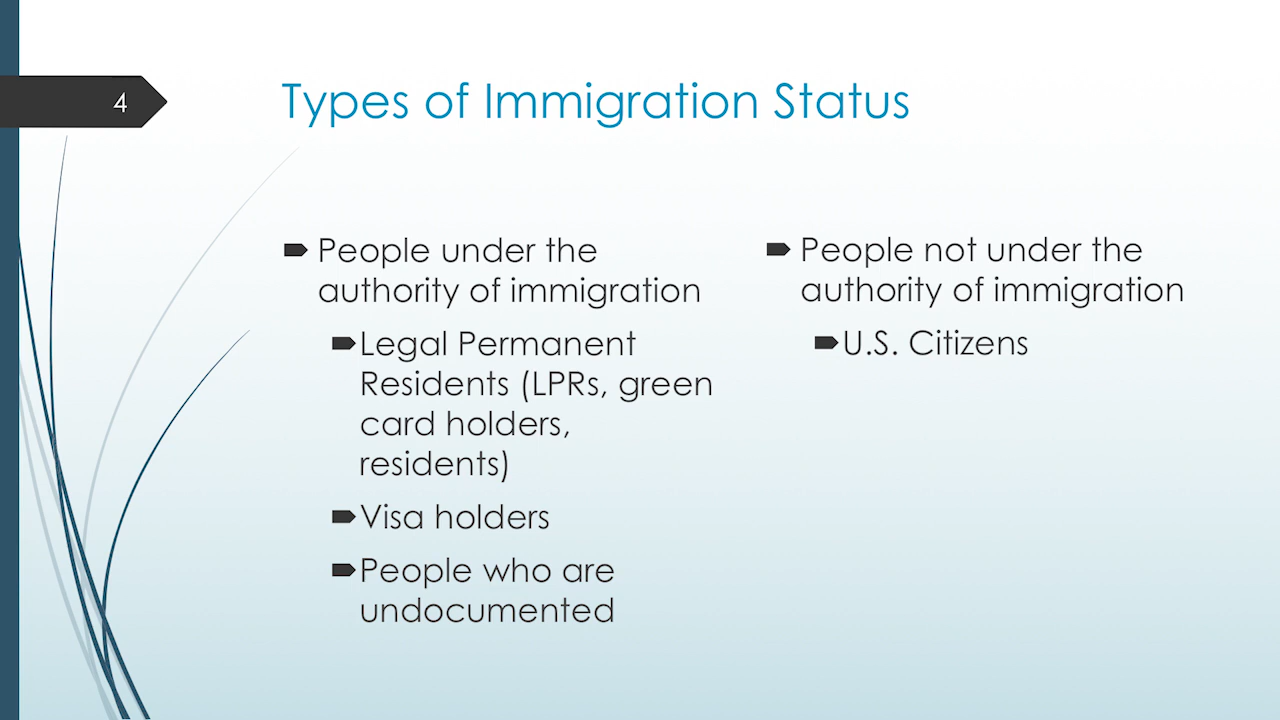 4
Types of Immigration Status
People under the
authority of immigration
Legal Permanent
Residents (LPRs, green
card holders,
residents)
Visa holders
People who are
undocumented
People not under the
authority of immigration
U.S. Citizens